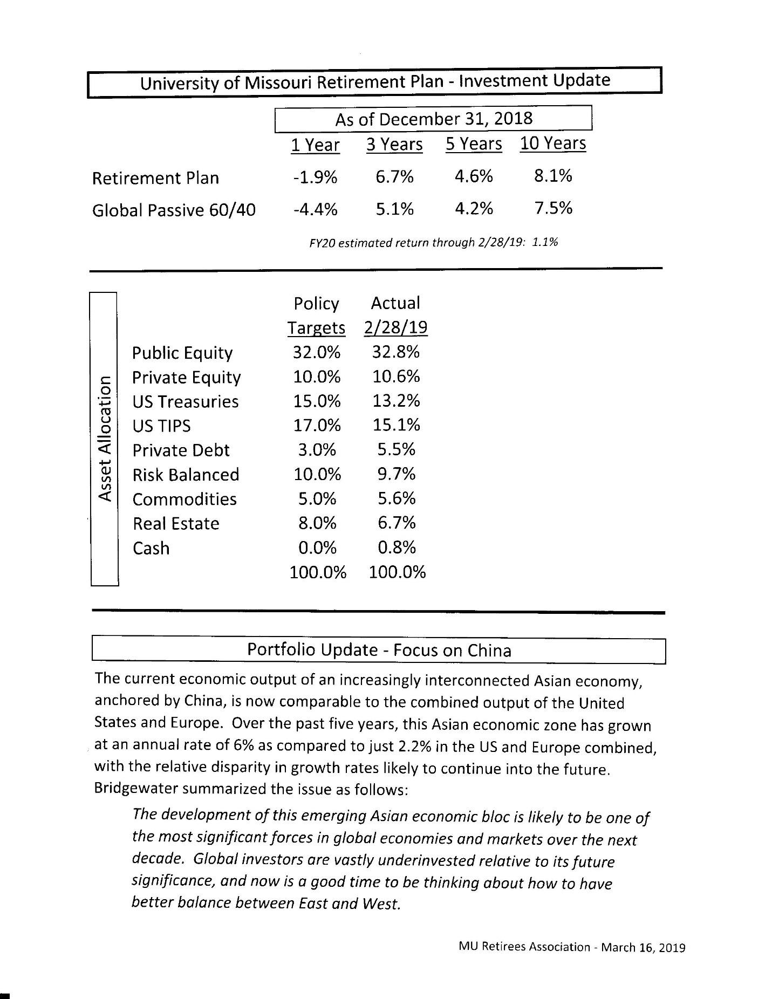 University of Missouri Retirement Plan - Investment Update
As of December 31, 2018
1 Year 3 Years 5 Years 10 Years
Retirement Plan -1.9% 6.7% 4.6% 8.1%
Global Passive 60/40 -4.4% 5.1% 4.2% 7.5%
FY20 estimated return through 2/28/19: 1.1%
Asset Allocation
Policy Actual
Targets 2/28/19
Public Equity 32.0% 32.8%
Private Equity 10.0% 10.6%
US Treasuries 15.0% 13.2%
US TIPS 17.0% 15.1%
Private Debt 3.0% 5.5%
Risk Balanced 10.0% 9.7%
Commodities 5.0% 5.6%
Real Estate 8.0% 6.7%
Cash 0.0% 0.8%
100.0% 100.0%
Portfolio Update - Focus on China
The current economic output of an increasingly interconnected Asian economy,
anchored by China, is now comparable to the combined output of the United
States and Europe. Over the past five years, this Asian economic zone has grown
at an annual rate of 6% as compared to just 2.2% in the US and Europe combined,
with the relative disparity in growth rates likely to continue into the future.
Bridgewater summarized the issue as follows:
The development of this emerging Asian economic bloc is likely to be one of
the most significant forces in global economies and markets over the next
decade. Global investors are vastly underinvested relative to its future
significance, and now is a good time to be thinking about how to have
better balance between East and West.
MU Retirees Association - March 16, 2019